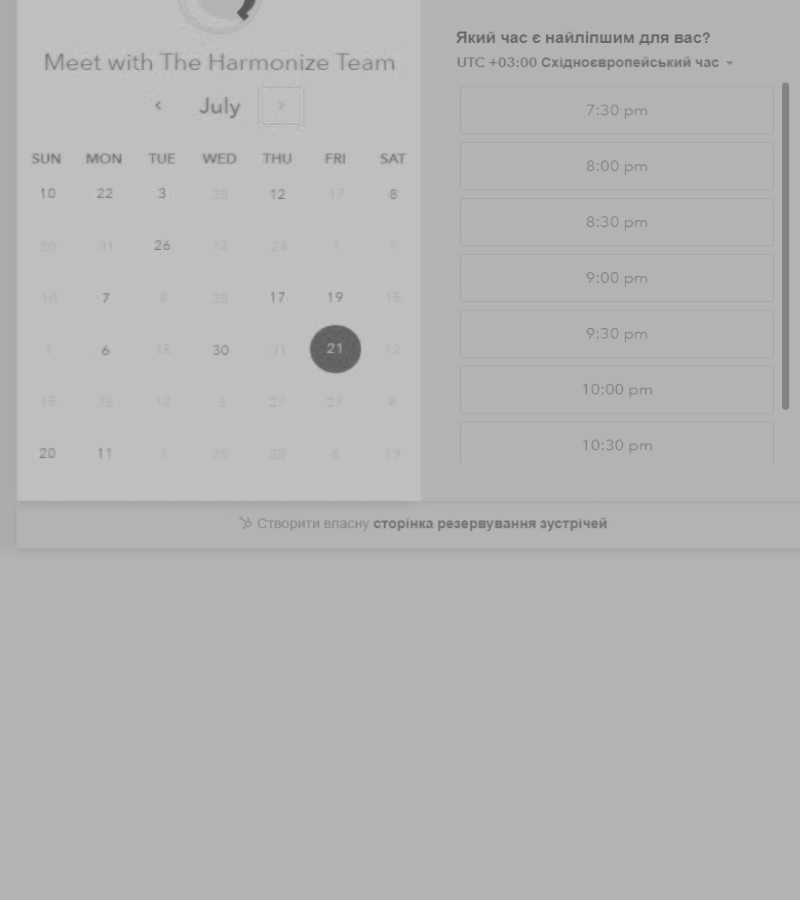 Meet with The Harmonize Team
July
SUN MON TUE WED THU FRI SAT
10 22 3 28 12 17 8
20 31 26 12 24 1 1
10 7 8 28 17 19 15
1 6 15 30 31 21 12
15 25 12 3 27 27 6
20 11 7 29 28 4 19
Який час є найліпшим для вас?
UTC +03:00 Східноєвропейський час
7:30 pm
8:00 pm
8:30 pm
9:00 pm
9:30 pm
10:00 pm
10:30 pm
Створити власну сторінка резервування зустрічей